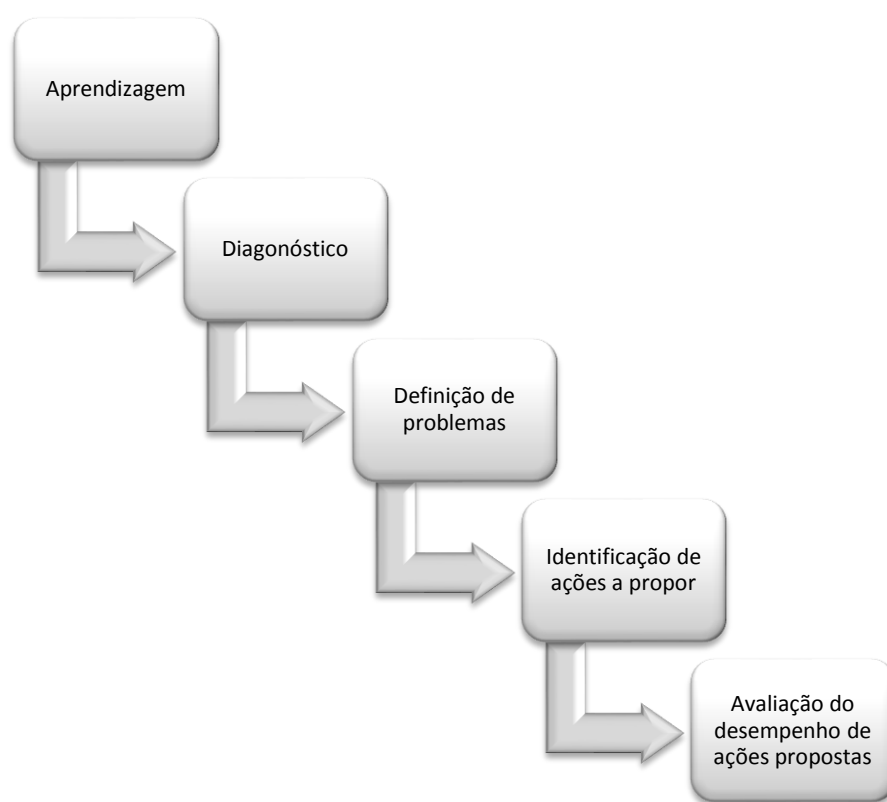 Aprendizagem
Diagonóstico
Definição de
problemas
Identificação de
ações a propor
Avaliação do
desempenho de
ações propostas